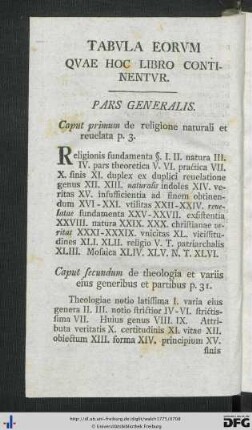 TABVLA EORVM
QVAE HOC LIBRO CONTI-
NENTVR.
PARS GENERALIS.
Caput primum de religione naturali et
reuelata p. 3.
Religionis fundamenta §. I. II. natura III.
IV. pars theoretica V. VI. practica VII.
X. finis XI. duplex ex duplici reuelatione
genus XII. XIII. naturalis indoles XIV. ve-
ritas XV. insufficientia ad finem obtinen-
dum XVI-XXI. vtilitas XXII-XXIV. reue-
latae fundamenta XXV-XXVII. existentia
XXVIII. natura XXIX. XXX. christianae ve-
ritas XXXI-XXXIX. vnicitas XL. vicissitu-
dines XLI. XLII. religio V. T. patriarchalis
XLIII. Mosaica XLIV. XLV. N. T. XLVI.
Caput secundum de theologia et variis
eius generibus et partibus p. 31.
Theologiae notio latissima I. varia eius
genera II. III. notio strictior IV-VI. strictis-
sima VII. Huius genus VIII. IX. Attri-
buta veritatis X. certitudinis XI. vitae XII.
obiectum XIII. forma XIV. principium XV.
finis
© Universitätsbibliothek Freiburg
gefördert durch die
DFG